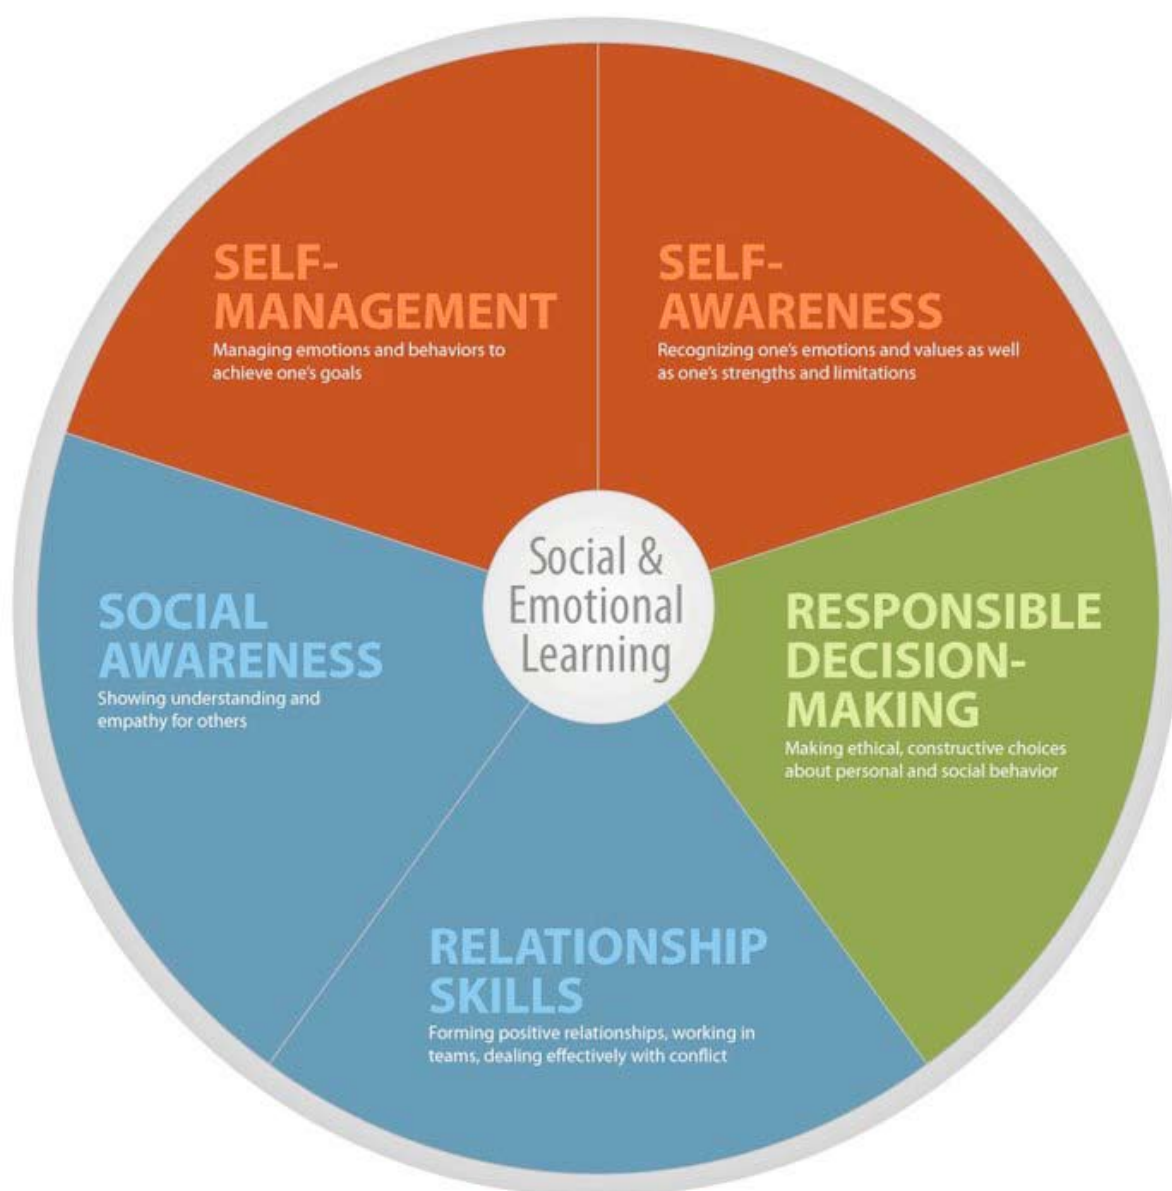 SELF-
MANAGEMENT
Managing emotions and behaviors to
achieve one's goals
SELF-
AWARENESS
Recognizing one's emotions and values as well
as one's strengths and limitations
Social &
Emotional
Learning
SOCIAL
AWARENESS
Showing understanding and
empathy for others
RESPONSIBLE
DECISION-
MAKING
Making ethical, constructive choices
about personal and social behavior
RELATIONSHIP
SKILLS
Forming positive relationships, working in
teams, dealing effectively with conflict